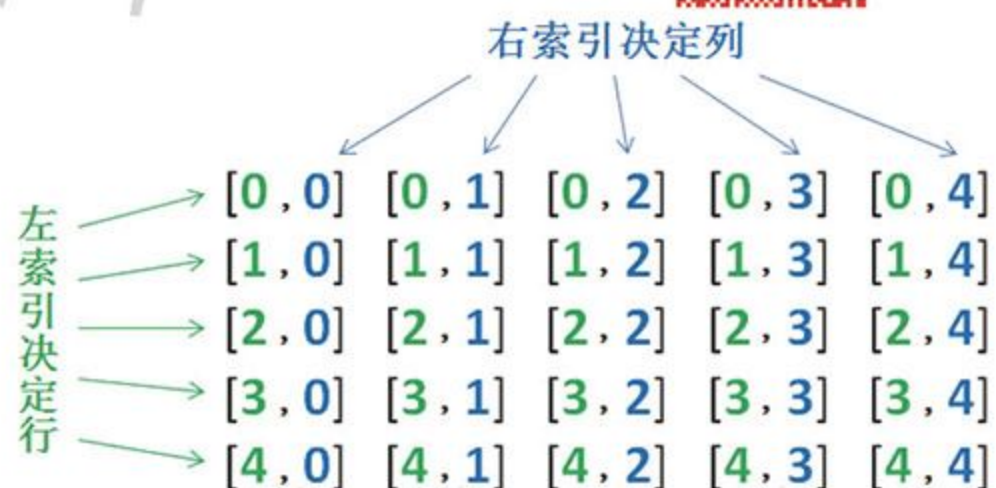 右索引决定列
左索引决定行
[0 , 0] [0 , 1] [0 , 2] [0 , 3] [0 , 4]
[1 , 0] [1 , 1] [1 , 2] [1 , 3] [1 , 4]
[2 , 0] [2 , 1] [2 , 2] [2 , 3] [2 , 4]
[3 , 0] [3 , 1] [3 , 2] [3 , 3] [3 , 4]
[4 , 0] [4 , 1] [4 , 2] [4 , 3] [4 , 4]